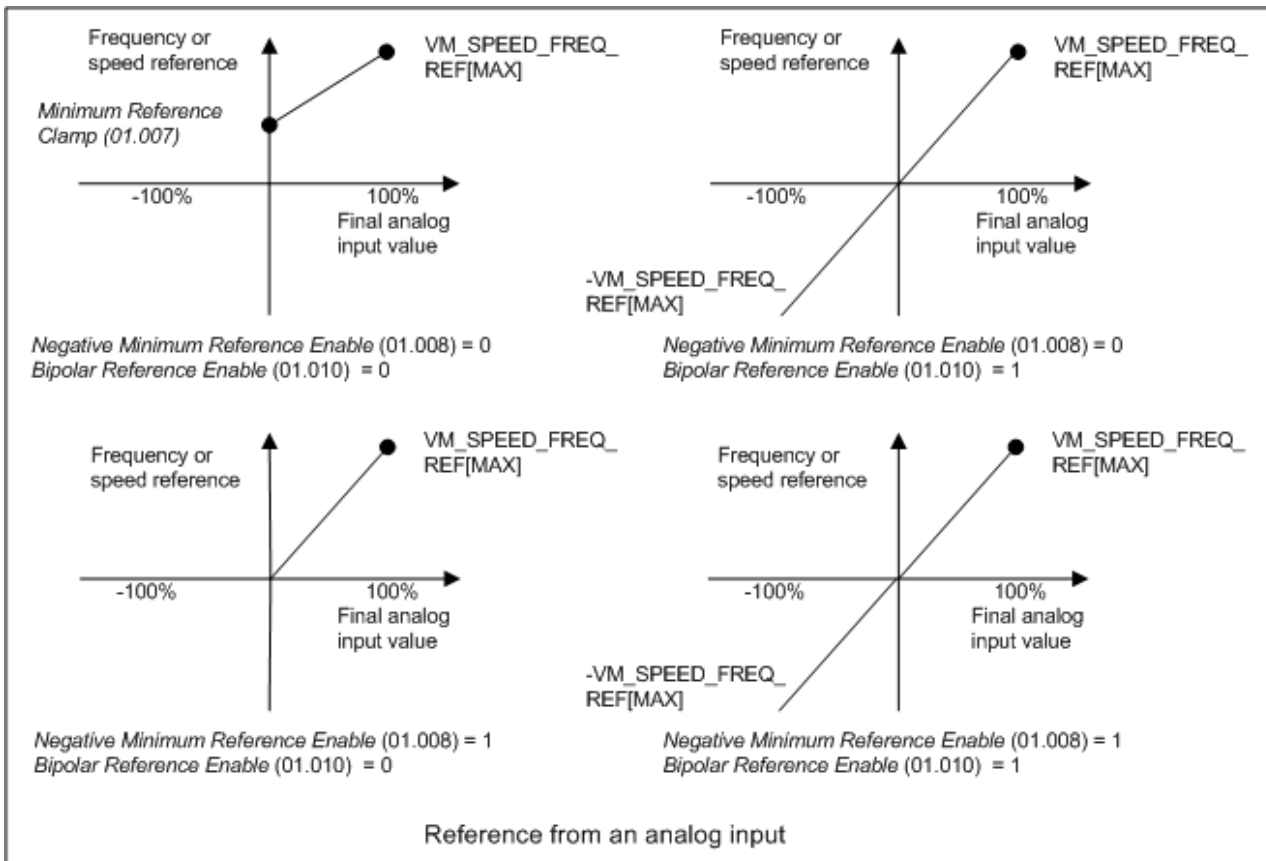 Frequency or
speed reference
VM_SPEED_FREQ_
REF[MAX]
Minimum Reference
Clamp (01.007)
-100%
100%
Final analog
input value
Negative Minimum Reference Enable (01.008) = 0
Bipolar Reference Enable (01.010) = 0
Frequency or
speed reference
VM_SPEED_FREQ_
REF[MAX]
-100%
100%
Final analog
input value
-VM_SPEED_FREQ_
REF[MAX]
Negative Minimum Reference Enable (01.008) = 0
Bipolar Reference Enable (01.010) = 1
Frequency or
speed reference
VM_SPEED_FREQ_
REF[MAX]
-100%
100%
Final analog
input value
Negative Minimum Reference Enable (01.008) = 1
Bipolar Reference Enable (01.010) = 0
Frequency or
speed reference
VM_SPEED_FREQ_
REF[MAX]
-100%
100%
Final analog
input value
-VM_SPEED_FREQ_
REF[MAX]
Negative Minimum Reference Enable (01.008) = 1
Bipolar Reference Enable (01.010) = 1
Reference from an analog input